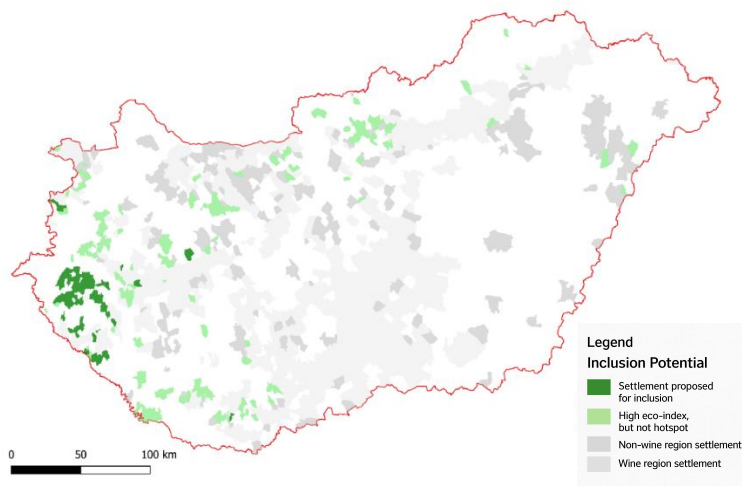 Legend
Inclusion Potential
Settlement proposed
for inclusion
High eco-index,
but not hotspot
Non-wine region settlement
Wine region settlement
0 50 100 km